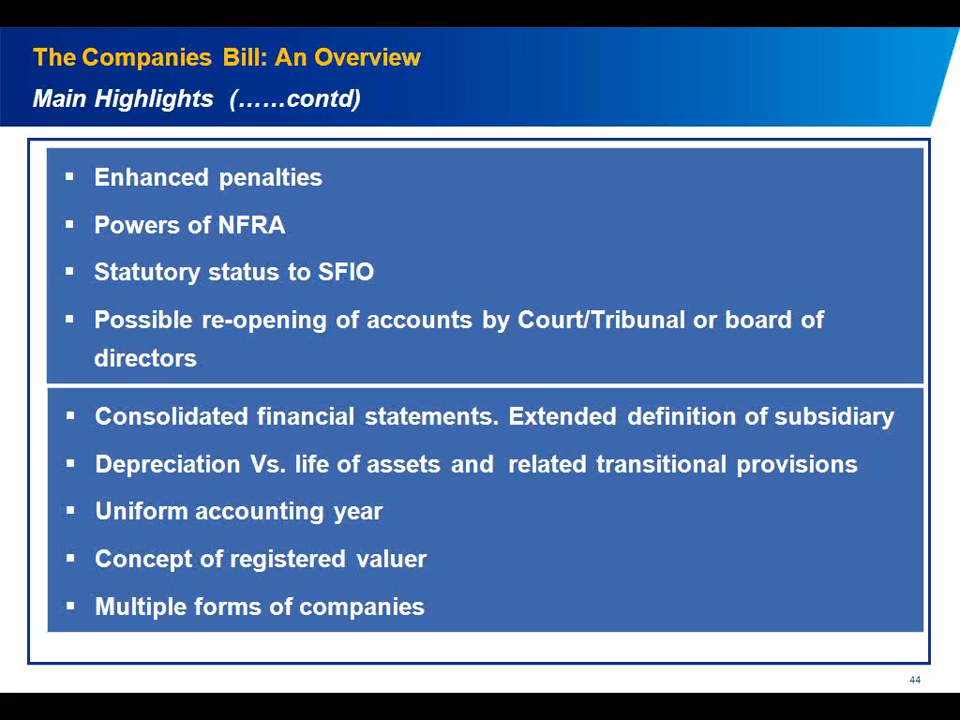 The Companies Bill: An Overview
Main Highlights (……contd)
▪ Enhanced penalties
▪ Powers of NFRA
▪ Statutory status to SFIO
▪ Possible re-opening of accounts by Court/Tribunal or board of
directors
▪ Consolidated financial statements. Extended definition of subsidiary
▪ Depreciation Vs. life of assets and related transitional provisions
▪ Uniform accounting year
▪ Concept of registered valuer
▪ Multiple forms of companies
44